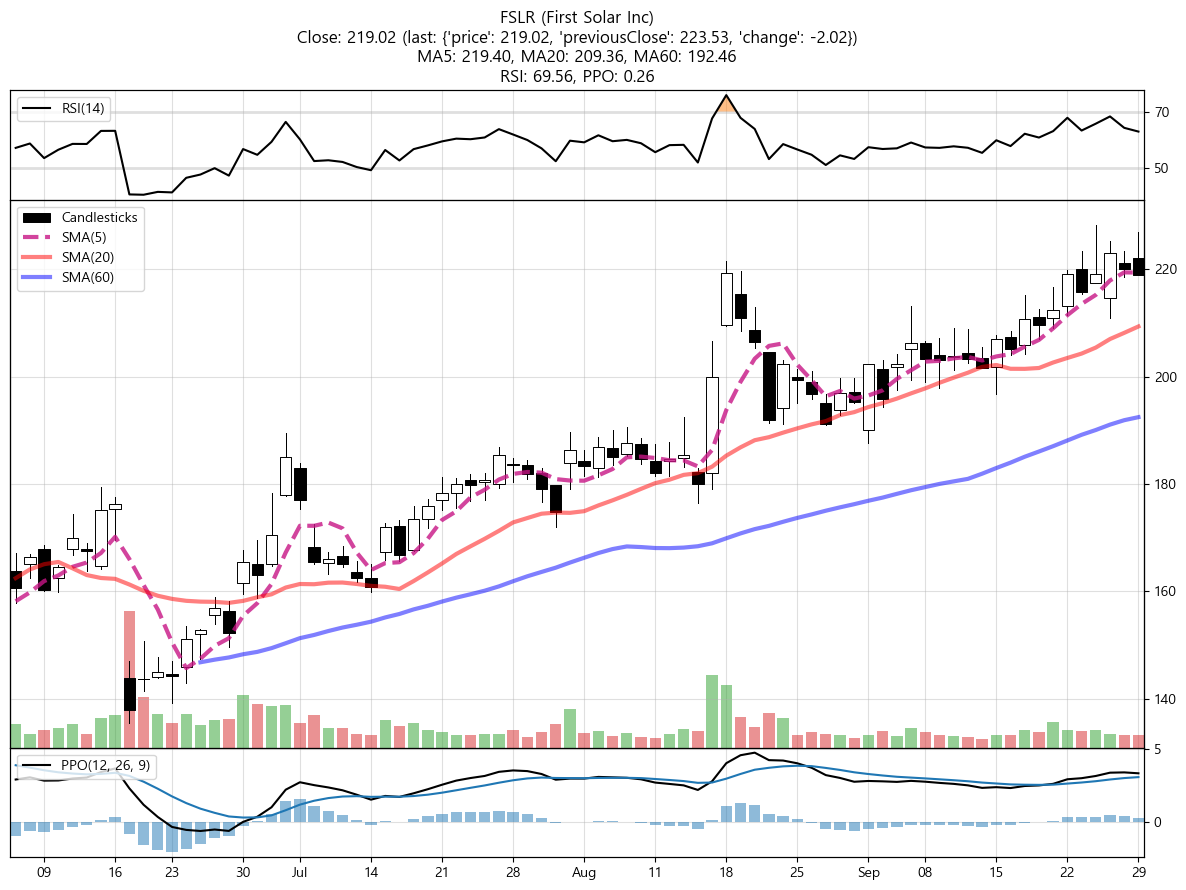 FSLR (First Solar Inc)
Close: 219.02 (last: {'price': 219.02, 'previousClose': 223.53, 'change': -2.02})
MA5: 219.40, MA20: 209.36, MA60: 192.46
RSI: 69.56, PPO: 0.26
RSI(14)
70
50
Candlesticks
SMA(5)
SMA(20)
SMA(60)
220
200
180
160
140
PPO(12, 26, 9)
5
0
09 16 23 30 Jul 14 21 28 Aug 11 18 25 Sep 08 15 22 29